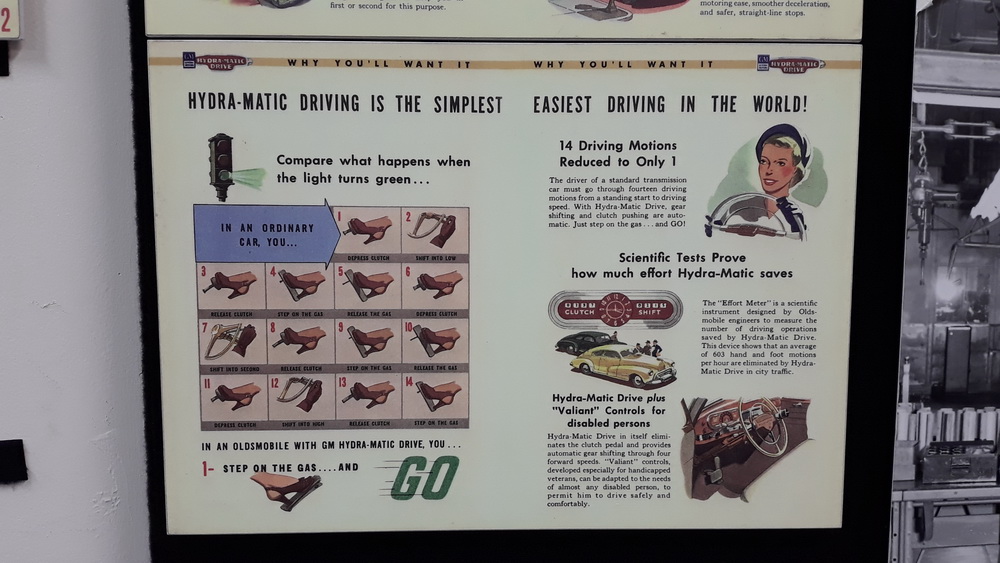 2
first or second for this purpose.
motoring ease, smoother deceleration,
and safer, straight-line stops.
GM
HYDRA-MATIC
DRIVE
WHY YOU'LL WANT IT
WHY YOU'LL WANT IT
GM
HYDRA-MATIC
DRIVE
HYDRA-MATIC DRIVING IS THE SIMPLEST
EASIEST DRIVING IN THE WORLD!
Compare what happens when
the light turns green...
IN AN ORDINARY
CAR, YOU...
1
DEPRESS CLUTCH
2
SHIFT INTO LOW
3
RELEASE CLUTCH
4
STEP ON THE GAS
5
RELEASE THE GAS
6
DEPRESS CLUTCH
7
SHIFT INTO SECOND
8
RELEASE CLUTCH
9
STEP ON THE GAS
10
RELEASE THE GAS
11
DEPRESS CLUTCH
12
SHIFT INTO HIGH
13
RELEASE CLUTCH
14
STEP ON THE GAS
IN AN OLDSMOBILE WITH GM HYDRA-MATIC DRIVE, YOU...
1- STEP ON THE GAS....AND
GO
14 Driving Motions
Reduced to Only 1
The driver of a standard transmission
car must go through fourteen driving
motions from a standing start to driving
speed. With Hydra-Matic Drive, gear
shifting and clutch pushing are auto-
matic. Just step on the gas...and GO!
Scientific Tests Prove
how much effort Hydra-Matic saves
CLUTCH
SHIFT
The "Effort Meter" is a scientific
instrument designed by Olds-
mobile engineers to measure the
number of driving operations
saved by Hydra-Matic Drive.
This device shows that an average
of 603 hand and foot motions
per hour are eliminated by Hydra-
Matic Drive in city traffic.
Hydra-Matic Drive plus
"Valiant" Controls for
disabled persons
Hydra-Matic Drive in itself elimi-
nates the clutch pedal and provides
automatic gear shifting through four
forward speeds. "Valiant" controls,
developed especially for handicapped
veterans, can be adapted to the needs
of almost any disabled person, to
permit him to drive safely and
comfortably.